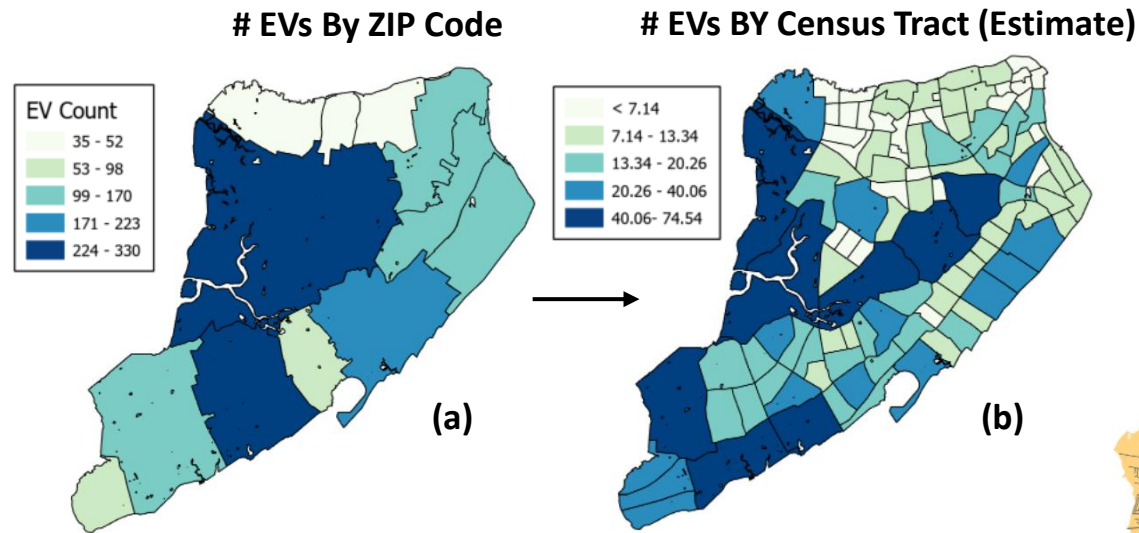 # EVs By ZIP Code
# EVs BY Census Tract (Estimate)
EV Count
35 - 52
53 - 98
99 - 170
171 - 223
224 - 330
< 7.14
7.14 - 13.34
13.34 - 20.26
20.26 - 40.06
40.06- 74.54
(a)
(b)